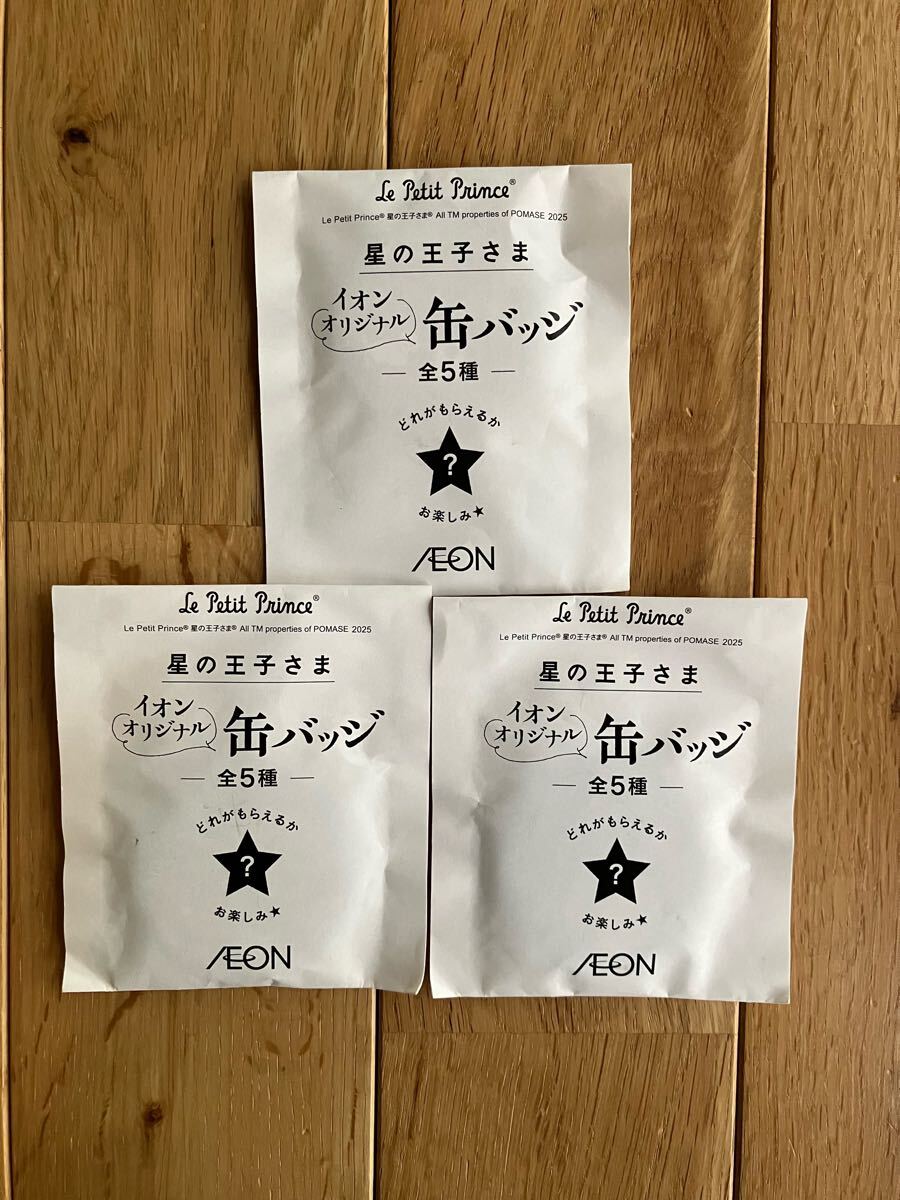 Le Petit Prince®
Le Petit Prince® 星の王子さま® All TM properties of POMASE 2025
星の王子さま
イオン
オリジナル
缶バッジ
全5種
どれがもらえるか
?
お楽しみ★
ÆON
Le Petit Prince®
Le Petit Prince® 星の王子さま® All TM properties of POMASE 2025
星の王子さま
イオン
オリジナル
缶バッジ
全5種
どれがもらえるか
?
お楽しみ★
ÆON
Le Petit Prince®
Le Petit Prince® 星の王子さま® All TM properties of POMASE 2025
星の王子さま
イオン
オリジナル
缶バッジ
全5種
どれがもらえるか
?
お楽しみ★
ÆON